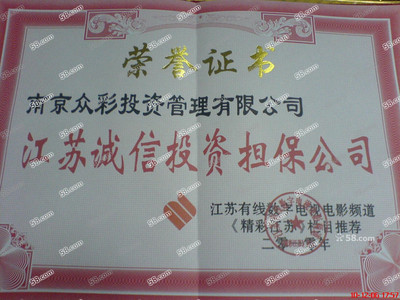 荣誉证书
南京众彩投资管理有限公司
江苏诚信投资担保公司
江苏有线数字电视电影频道
《精彩江苏》栏目推荐
58.com